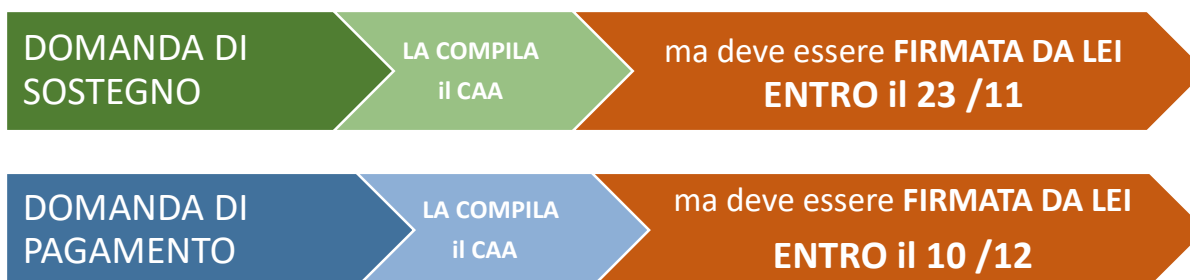 DOMANDA DI
SOSTEGNO
LA COMPILA
il CAA
ma deve essere FIRMATA DA LEI
ENTRO il 23 /11
DOMANDA DI
PAGAMENTO
LA COMPILA
il CAA
ma deve essere FIRMATA DA LEI
ENTRO il 10 /12